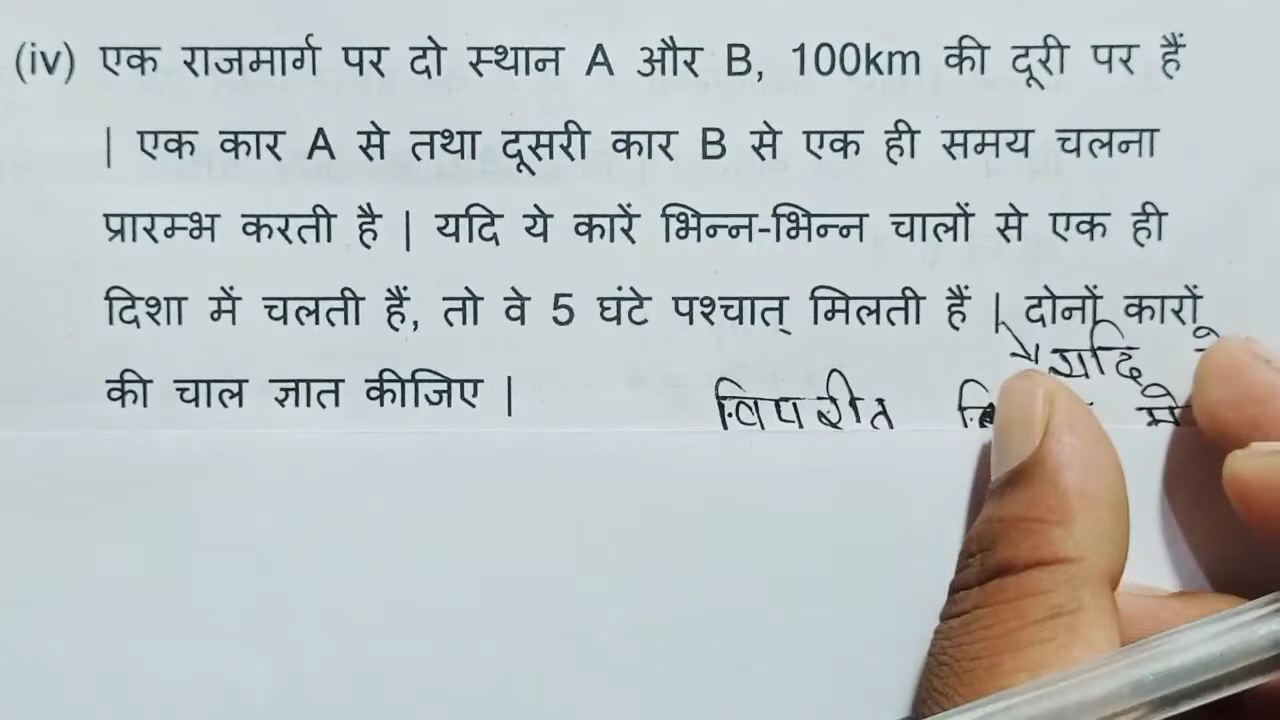 (iv) एक राजमार्ग पर दो स्थान A और B, 100km की दूरी पर हैं
| एक कार A से तथा दूसरी कार B से एक ही समय चलना
प्रारम्भ करती है | यदि ये कारें भिन्न-भिन्न चालों से एक ही
दिशा में चलती हैं, तो वे 5 घंटे पश्चात् मिलती हैं | दोनों कारों
यदि
की चाल ज्ञात कीजिए |
विपरीत में